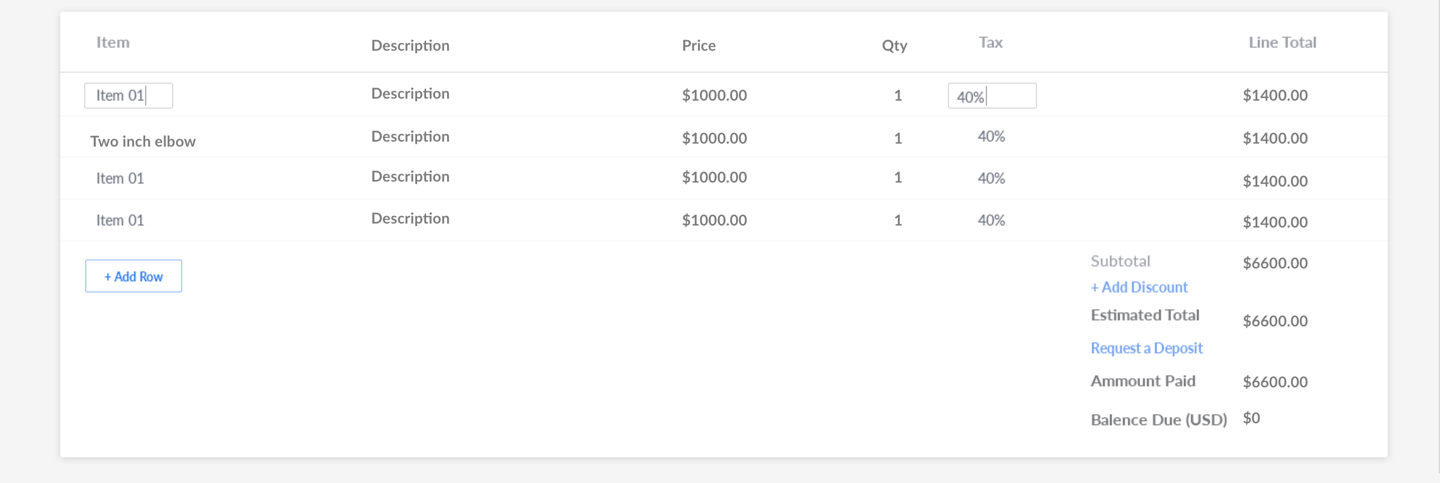 Item Description Price Qty Tax Line Total
Item 01 Description $1000.00 1 40% $1400.00
Two inch elbow Description $1000.00 1 40% $1400.00
Item 01 Description $1000.00 1 40% $1400.00
Item 01 Description $1000.00 1 40% $1400.00
+ Add Row
Subtotal $6600.00
+ Add Discount
Estimated Total $6600.00
Request a Deposit
Ammount Paid $6600.00
Balence Due (USD) $0